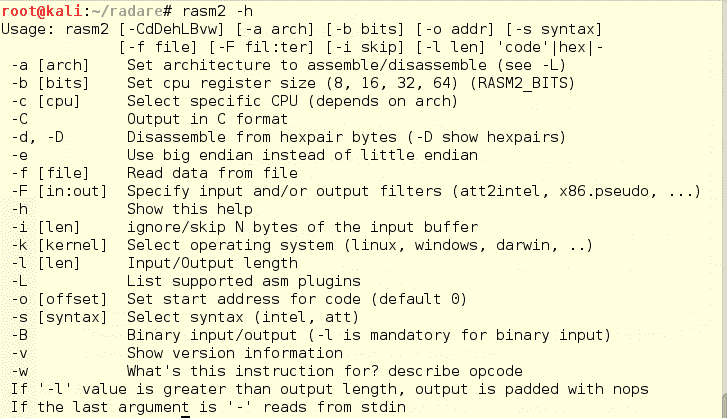 root@kali:~/radare# rasm2 -h
Usage: rasm2 [-CdDehLBvw] [-a arch] [-b bits] [-o addr] [-s syntax]
             [-f file] [-F fil:ter] [-i skip] [-l len] 'code'|hex|-
 -a [arch]    Set architecture to assemble/disassemble (see -L)
 -b [bits]    Set cpu register size (8, 16, 32, 64) (RASM2_BITS)
 -c [cpu]     Select specific CPU (depends on arch)
 -C           Output in C format
 -d, -D       Disassemble from hexpair bytes (-D show hexpairs)
 -e           Use big endian instead of little endian
 -f [file]    Read data from file
 -F [in:out]  Specify input and/or output filters (att2intel, x86.pseudo, ...)
 -h           Show this help
 -i [len]     ignore/skip N bytes of the input buffer
 -k [kernel]  Select operating system (linux, windows, darwin, ..)
 -l [len]     Input/Output length
 -L           List supported asm plugins
 -o [offset]  Set start address for code (default 0)
 -s [syntax]  Select syntax (intel, att)
 -B           Binary input/output (-l is mandatory for binary input)
 -v           Show version information
 -w           What's this instruction for? describe opcode
 If '-l' value is greater than output length, output is padded with nops
 If the last argument is '-' reads from stdin